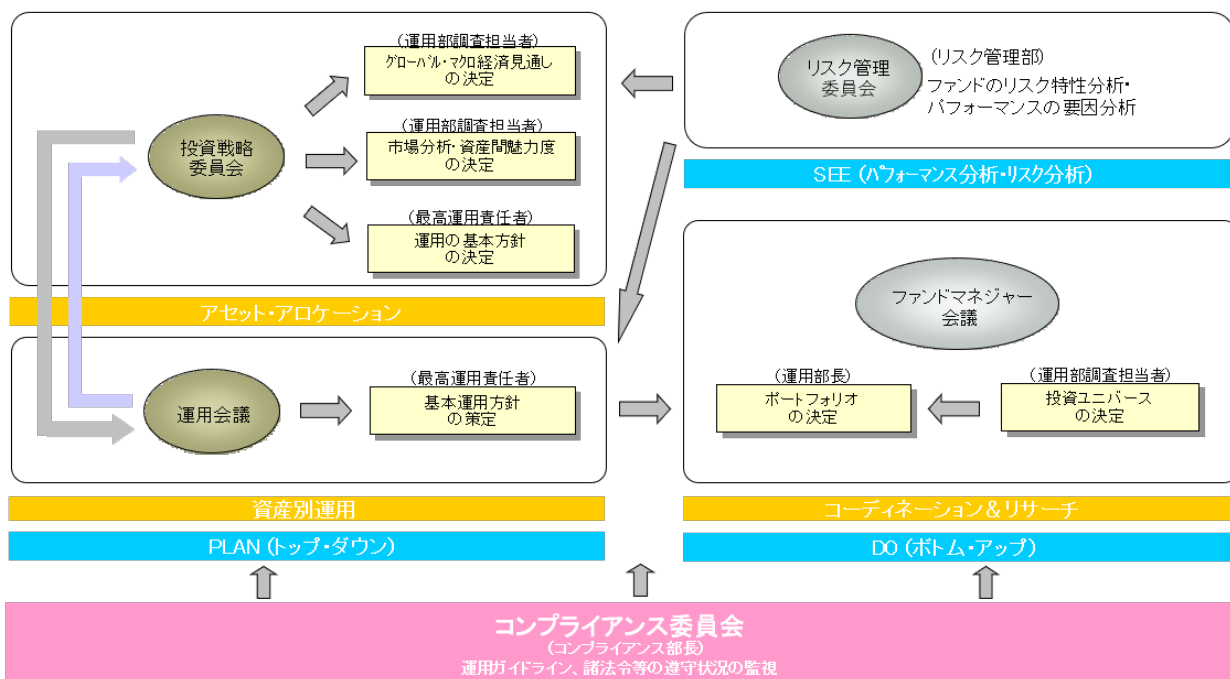 (運用部調査担当者)
グローバル・マクロ経済見通し
の決定
投資戦略
委員会
(運用部調査担当者)
市場分析・資産間魅力度
の決定
(最高運用責任者)
運用の基本方針
の決定
アセット・アロケーション
運用会議
(最高運用責任者)
基本運用方針
の策定
資産別運用
PLAN (トップ・ダウン)
リスク管理
委員会
(リスク管理部)
ファンドのリスク特性分析・
パフォーマンスの要因分析
SEE (パフォーマンス分析・リスク分析)
ファンドマネジャー
会議
(運用部長)
ポートフォリオ
の決定
(運用部調査担当者)
投資ユニバース
の決定
コーディネーション&リサーチ
DO (ボトム・アップ)
コンプライアンス委員会
(コンプライアンス部長)
運用ガイドライン、諸法令等の遵守状況の監視